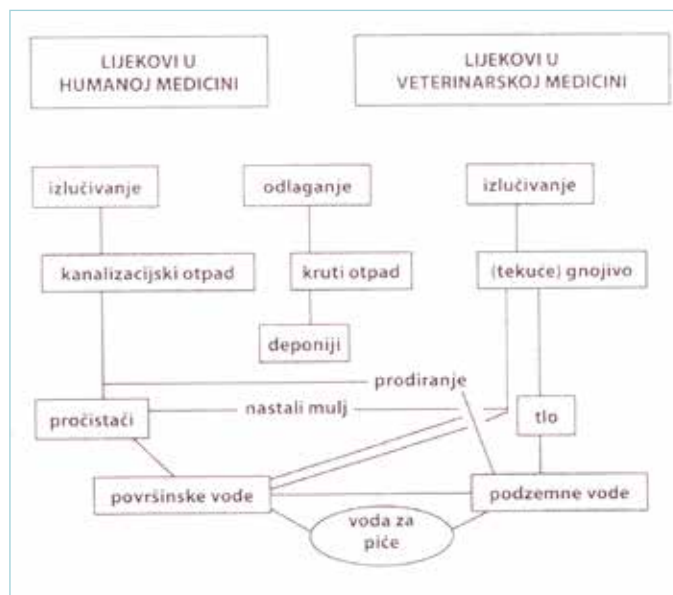 LIJEKOVI U
HUMANOJ MEDICINI
LIJEKOVI U
VETERINARSKOJ MEDICINI
izlučivanje
odlaganje
izlučivanje
kanalizacijski otpad
kruti otpad
(tekuće) gnojivo
deponiji
prodiranje
pročistači
nastali mulj
tlo
površinske vode
podzemne vode
voda za
piće